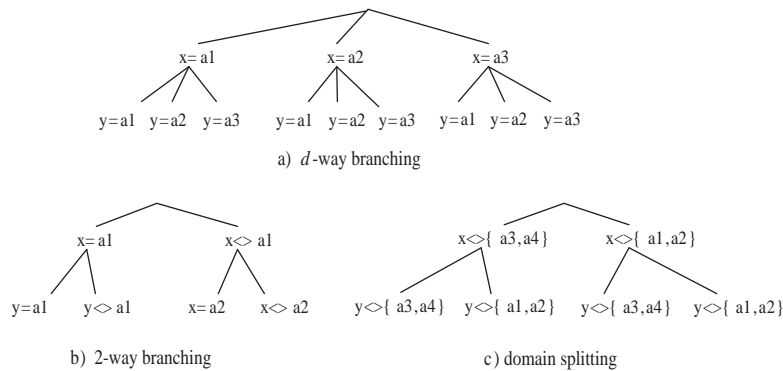 x= a1 x= a2 x= a3
y=a1 y=a2 y=a3 y=a1 y=a2 y=a3 y=a1 y=a2 y=a3
a) d-way branching
x= a1 x<> a1 x<>{ a3,a4} x<>{ a1,a2}
y=a1 y<> a1 x= a2 x<> a2 y<>{ a3,a4} y<>{ a1,a2} y<>{ a3,a4} y<>{ a1,a2}
b) 2-way branching c) domain splitting